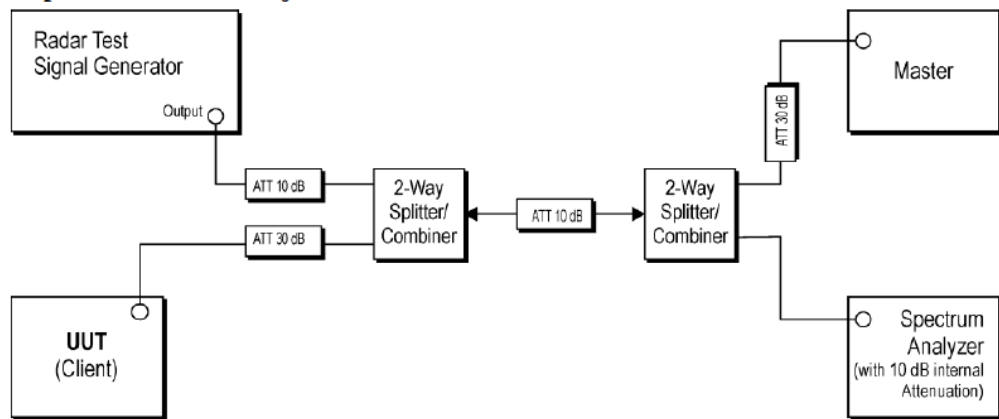 Radar Test
Signal Generator
Output
ATT 10 dB
2-Way
Splitter/
Combiner
ATT 30 dB
UUT
(Client)
ATT 10 dB
2-Way
Splitter/
Combiner
ATT 30 dB
Master
Spectrum
Analyzer
(with 10 dB internal
Attenuation)